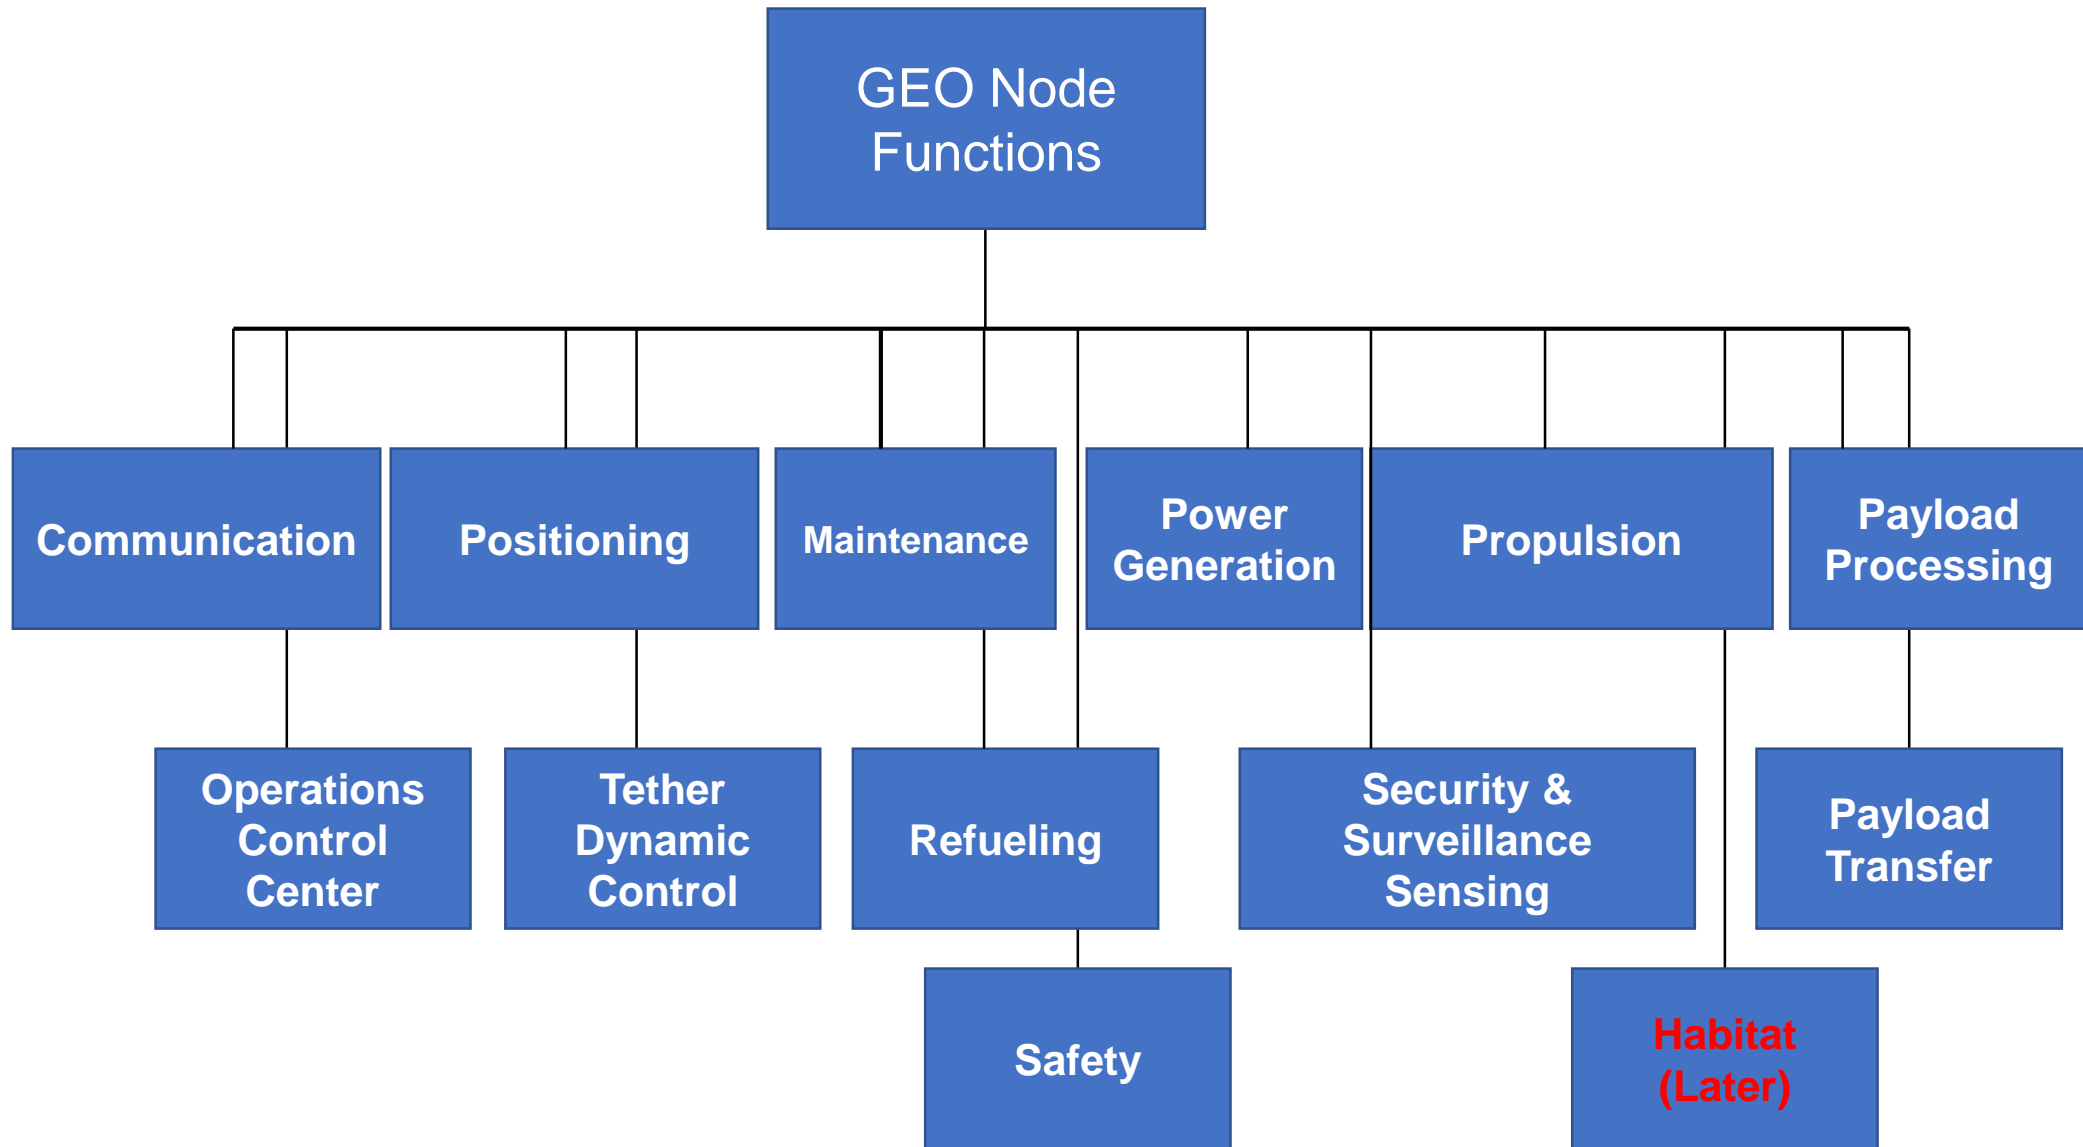 GEO Node
Functions
Communication
Positioning
Maintenance
Power
Generation
Propulsion
Payload
Processing
Operations
Control
Center
Tether
Dynamic
Control
Refueling
Security &
Surveillance
Sensing
Payload
Transfer
Safety
Habitat
(Later)